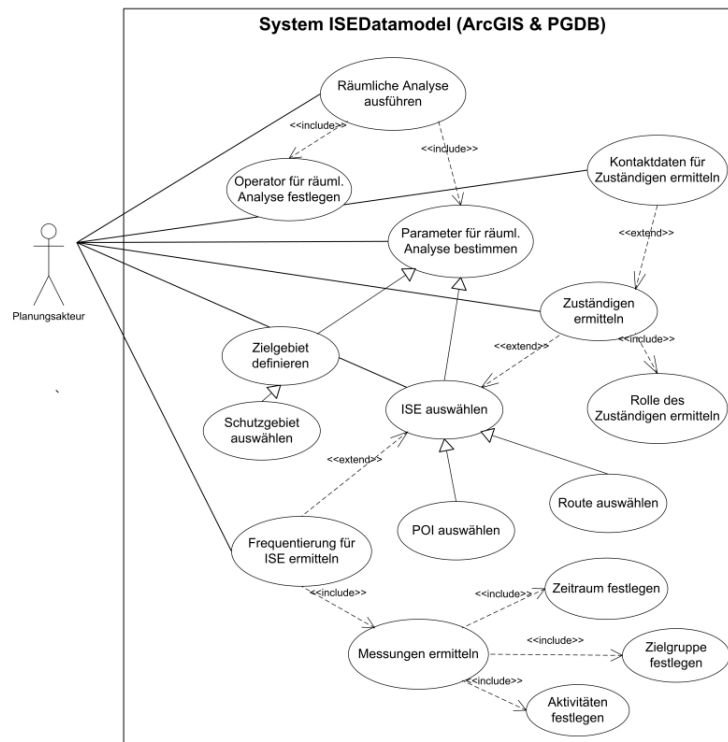 System ISEDatamodel (ArcGIS & PGDB)
Räumliche Analyse
ausführen
<<include>>
<<include>>
Operator für räuml.
Analyse festlegen
Kontaktdaten für
Zuständigen ermitteln
Parameter für räuml.
Analyse bestimmen
<<extend>>
Planungsakteur
Zuständigen
ermitteln
Zielgebiet
definieren
<<extend>>
<<include>>
Schutzgebiet
auswählen
ISE auswählen
Rolle des
Zuständigen ermitteln
<<extend>>
Route auswählen
POI auswählen
Frequentierung für
ISE ermitteln
<<include>>
<<include>>
Zeitraum festlegen
Messungen ermitteln
<<include>>
Zielgruppe
festlegen
<<include>>
Aktivitäten
festlegen